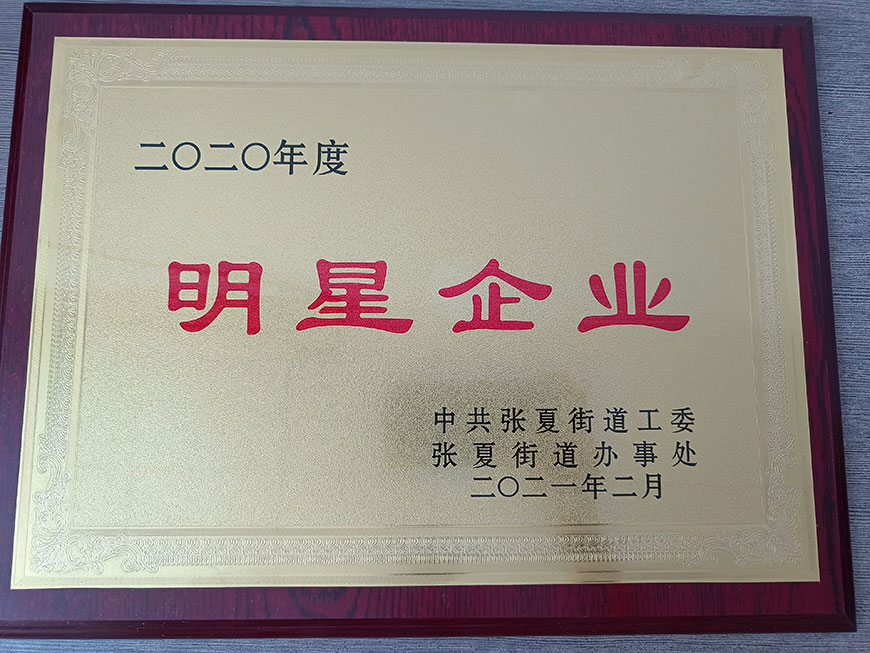 二〇二〇年度
明星企业
中共张夏街道工委
张夏街道办事处
二〇二一年二月